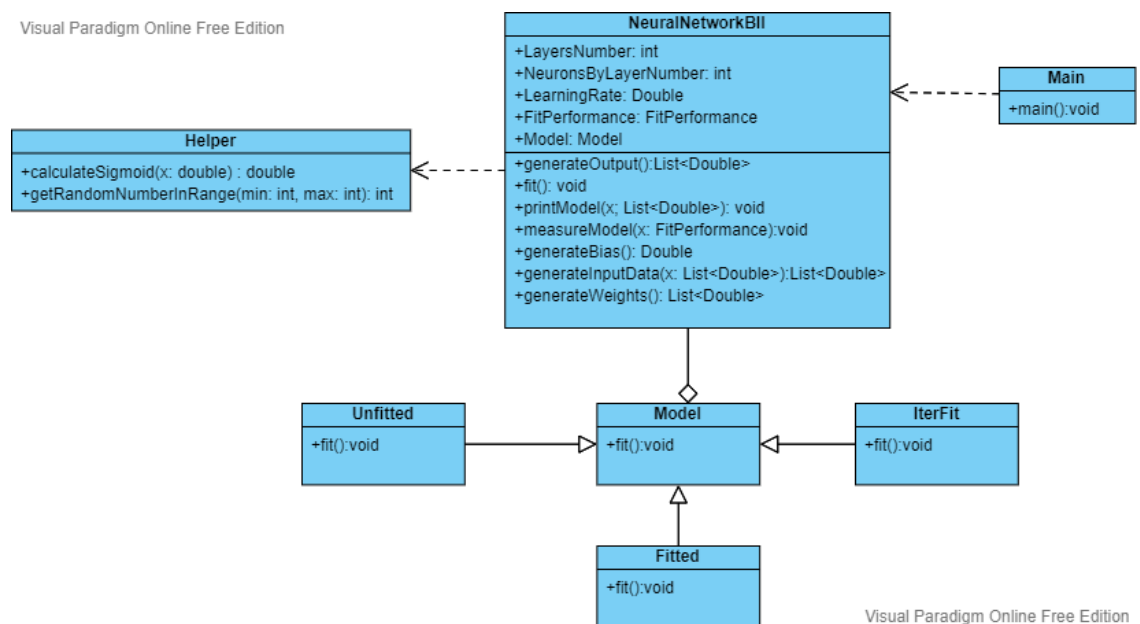 Visual Paradigm Online Free Edition
NeuralNetworkBII
+LayersNumber: int
+NeuronsByLayerNumber: int
+LearningRate: Double
+FitPerformance: FitPerformance
+Model: Model
+generateOutput():List<Double>
+fit(): void
+printModel(x; List<Double>): void
+measureModel(x: FitPerformance):void
+generateBias(): Double
+generateInputData(x: List<Double>):List<Double>
+generateWeights(): List<Double>
Main
+main():void
Helper
+calculateSigmoid(x: double) : double
+getRandomNumberInRange(min: int, max: int): int
Unfitted
+fit():void
Model
+fit():void
IterFit
+fit():void
Fitted
+fit():void
Visual Paradigm Online Free Edition